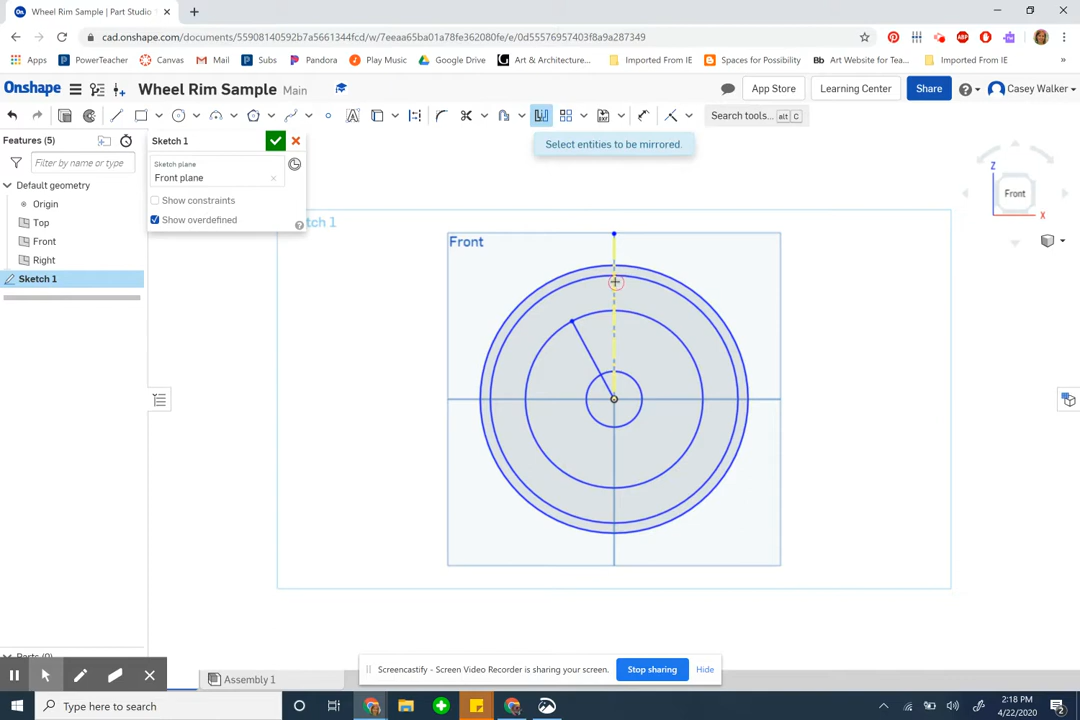 Wheel Rim Sample | Part Studio
cad.onshape.com/documents/55908140592b7a5661344fcd/w/7eeaa65ba01a78fe362080fe/e/0d55576957403d3f8a9a287349
Apps PowerTeacher Canvas Mail Subs Pandora Play Music Google Drive Art & Architecture... Imported From IE Spaces for Possibility Art Website for Tea... Imported From IE
Onshape Wheel Rim Sample Main App Store Learning Center Share Casey Walker
Search tools... alt C
Features (5)
Sketch 1
Select entities to be mirrored.
Filter by name or type
Sketch plane
Front plane
Default geometry
Show constraints
Origin
Show overdefined
Top
tch 1
Front
Right
Sketch 1
Front
Z
Front
X
Assembly 1
Screencastify - Screen Video Recorder is sharing your screen. Stop sharing Hide
Type here to search
2:18 PM
4/22/2020
2